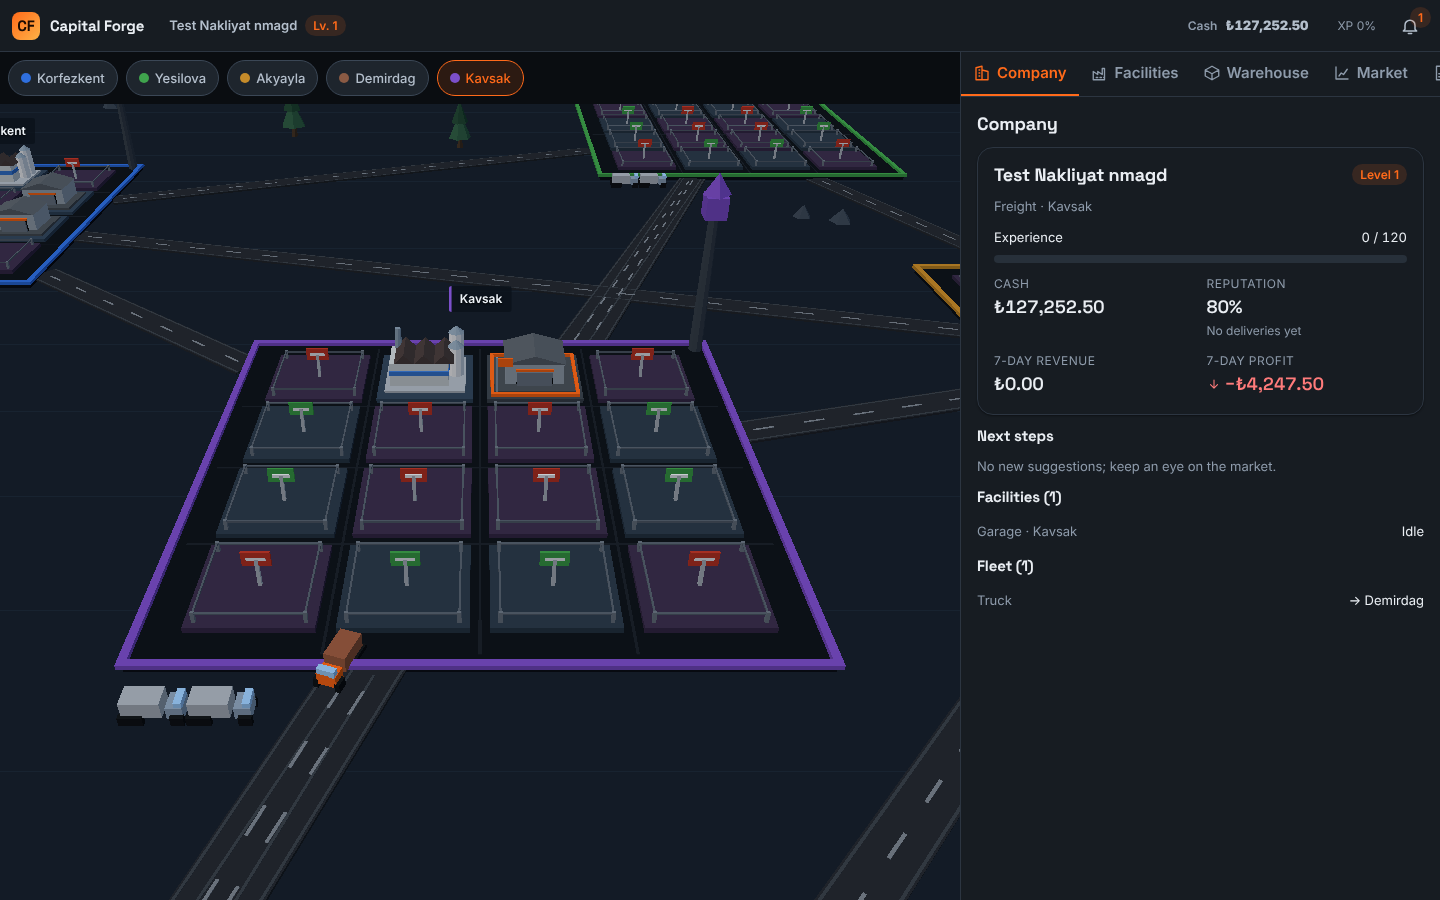 CF
Capital Forge
Test Nakliyat nmagd
Lv. 1
Cash ₺127,252.50
XP 0%
1
Korfezkent
Yesilova
Akyayla
Demirdag
Kavsak
Company
Facilities
Warehouse
Market
kent
Kavsak
Company
Test Nakliyat nmagd
Level 1
Freight · Kavsak
Experience
0 / 120
CASH
REPUTATION
₺127,252.50
80%
No deliveries yet
7-DAY REVENUE
7-DAY PROFIT
₺0.00
↓ -₺4,247.50
Next steps
No new suggestions; keep an eye on the market.
Facilities (1)
Garage · Kavsak
Idle
Fleet (1)
Truck
→ Demirdag